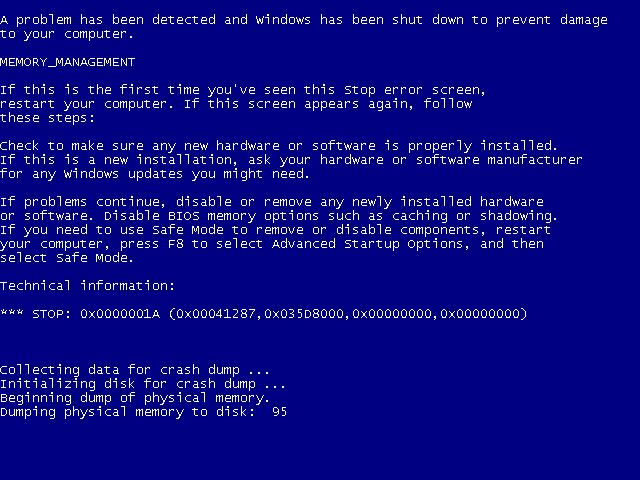 A problem has been detected and Windows has been shut down to prevent damage
to your computer.
MEMORY_MANAGEMENT
If this is the first time you've seen this Stop error screen,
restart your computer. If this screen appears again, follow
these steps:
Check to make sure any new hardware or software is properly installed.
If this is a new installation, ask your hardware or software manufacturer
for any Windows updates you might need.
If problems continue, disable or remove any newly installed hardware
or software. Disable BIOS memory options such as caching or shadowing.
If you need to use Safe Mode to remove or disable components, restart
your computer, press F8 to select Advanced Startup Options, and then
select Safe Mode.
Technical information:
*** STOP: 0x0000001A (0x00041287,0x035D8000,0x00000000,0x00000000)
Collecting data for crash dump ...
Initializing disk for crash dump ...
Beginning dump of physical memory.
Dumping physical memory to disk:  95